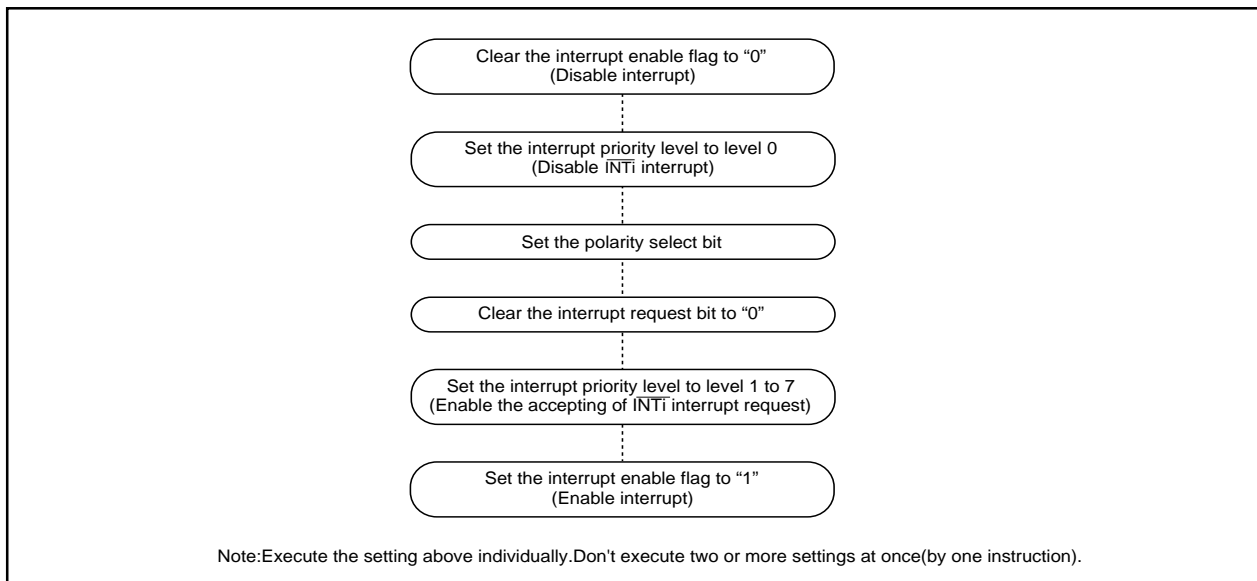 Clear the interrupt enable flag to “0”
(Disable interrupt)
Set the interrupt priority level to level 0
(Disable INTi interrupt)
Set the polarity select bit
Clear the interrupt request bit to “0”
Set the interrupt priority level to level 1 to 7
(Enable the accepting of INTi interrupt request)
Set the interrupt enable flag to “1”
(Enable interrupt)
Note:Execute the setting above individually.Don't execute two or more settings at once(by one instruction).